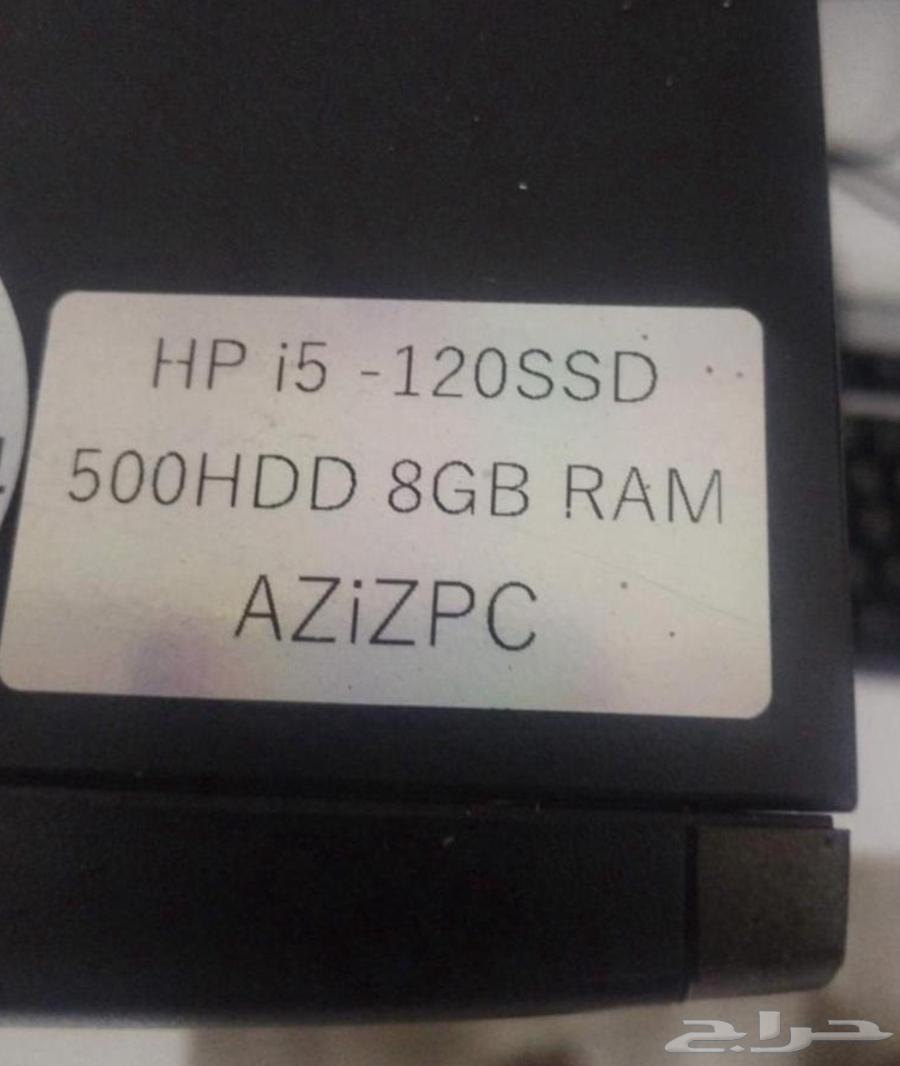 HP i5 -120SSD
500HDD 8GB RAM
AZiZPC
حراج